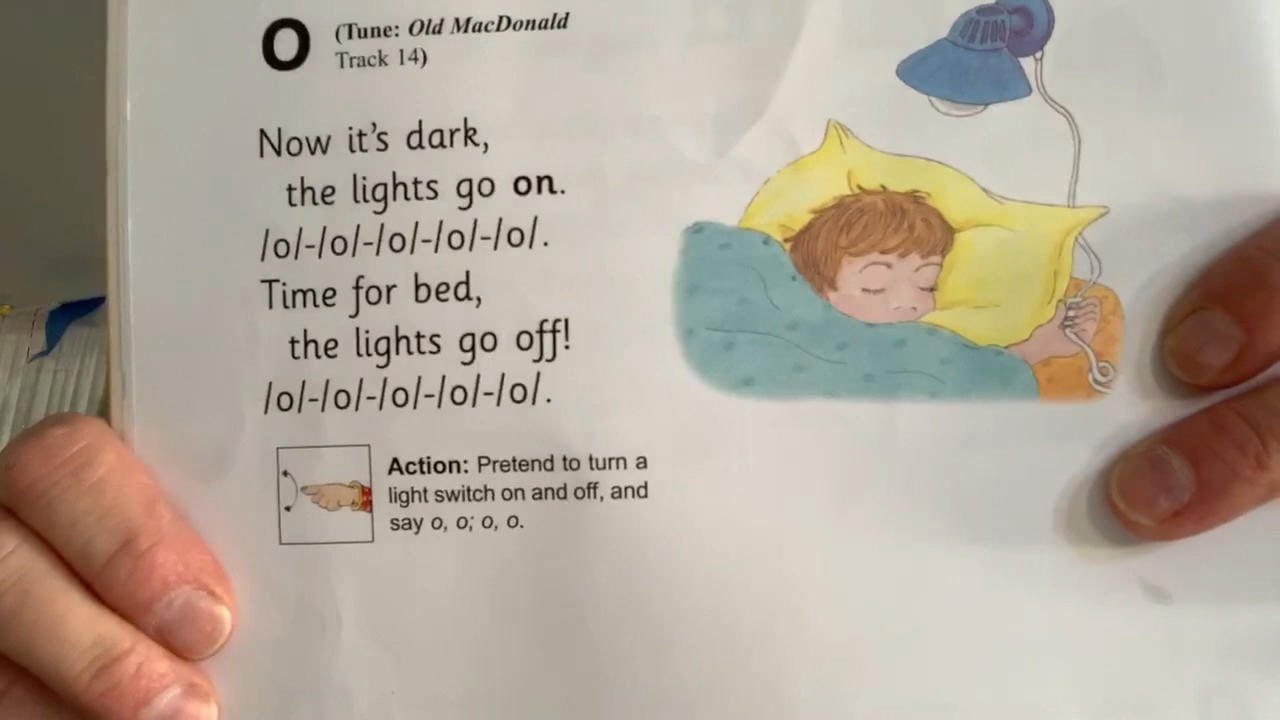 O
(Tune: Old MacDonald
Track 14)
Now it's dark,
the lights go on.
/o/-/o/-/o/-/o/-/o/.
Time for bed,
the lights go off!
/o/-/o/-/o/-/o/-/o/.
Action: Pretend to turn a
light switch on and off, and
say o, o; o, o.